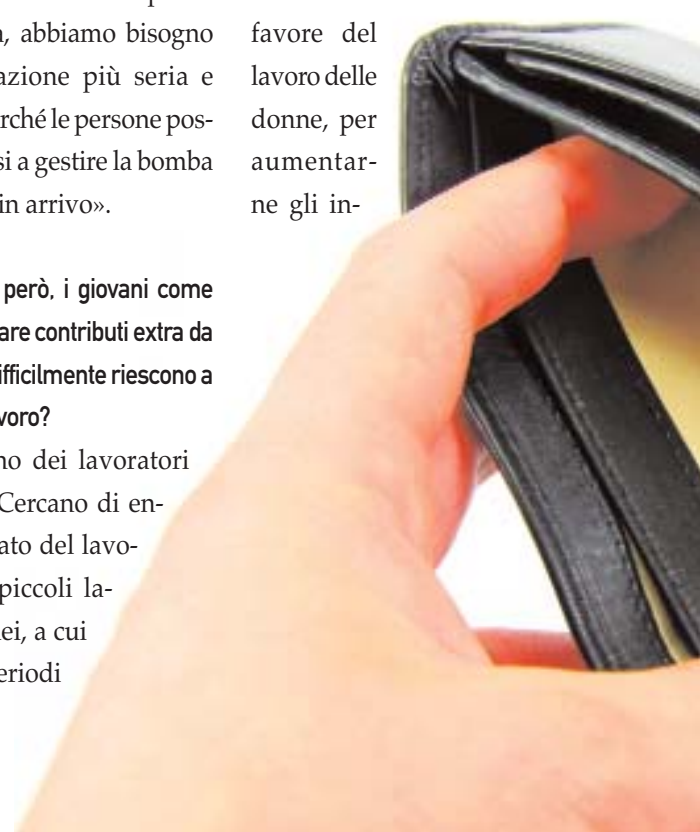 , abbiamo bisogno
azione più seria e
rché le persone pos-
si a gestire la bomba
in arrivo».
però, i giovani come
are contributi extra da
fficilmente riescono a
voro?
no dei lavoratori
Cercano di en-
ato del lavo-
piccoli la-
ei, a cui
eriodi
favore del
lavoro delle
donne, per
aumentar-
ne gli in-